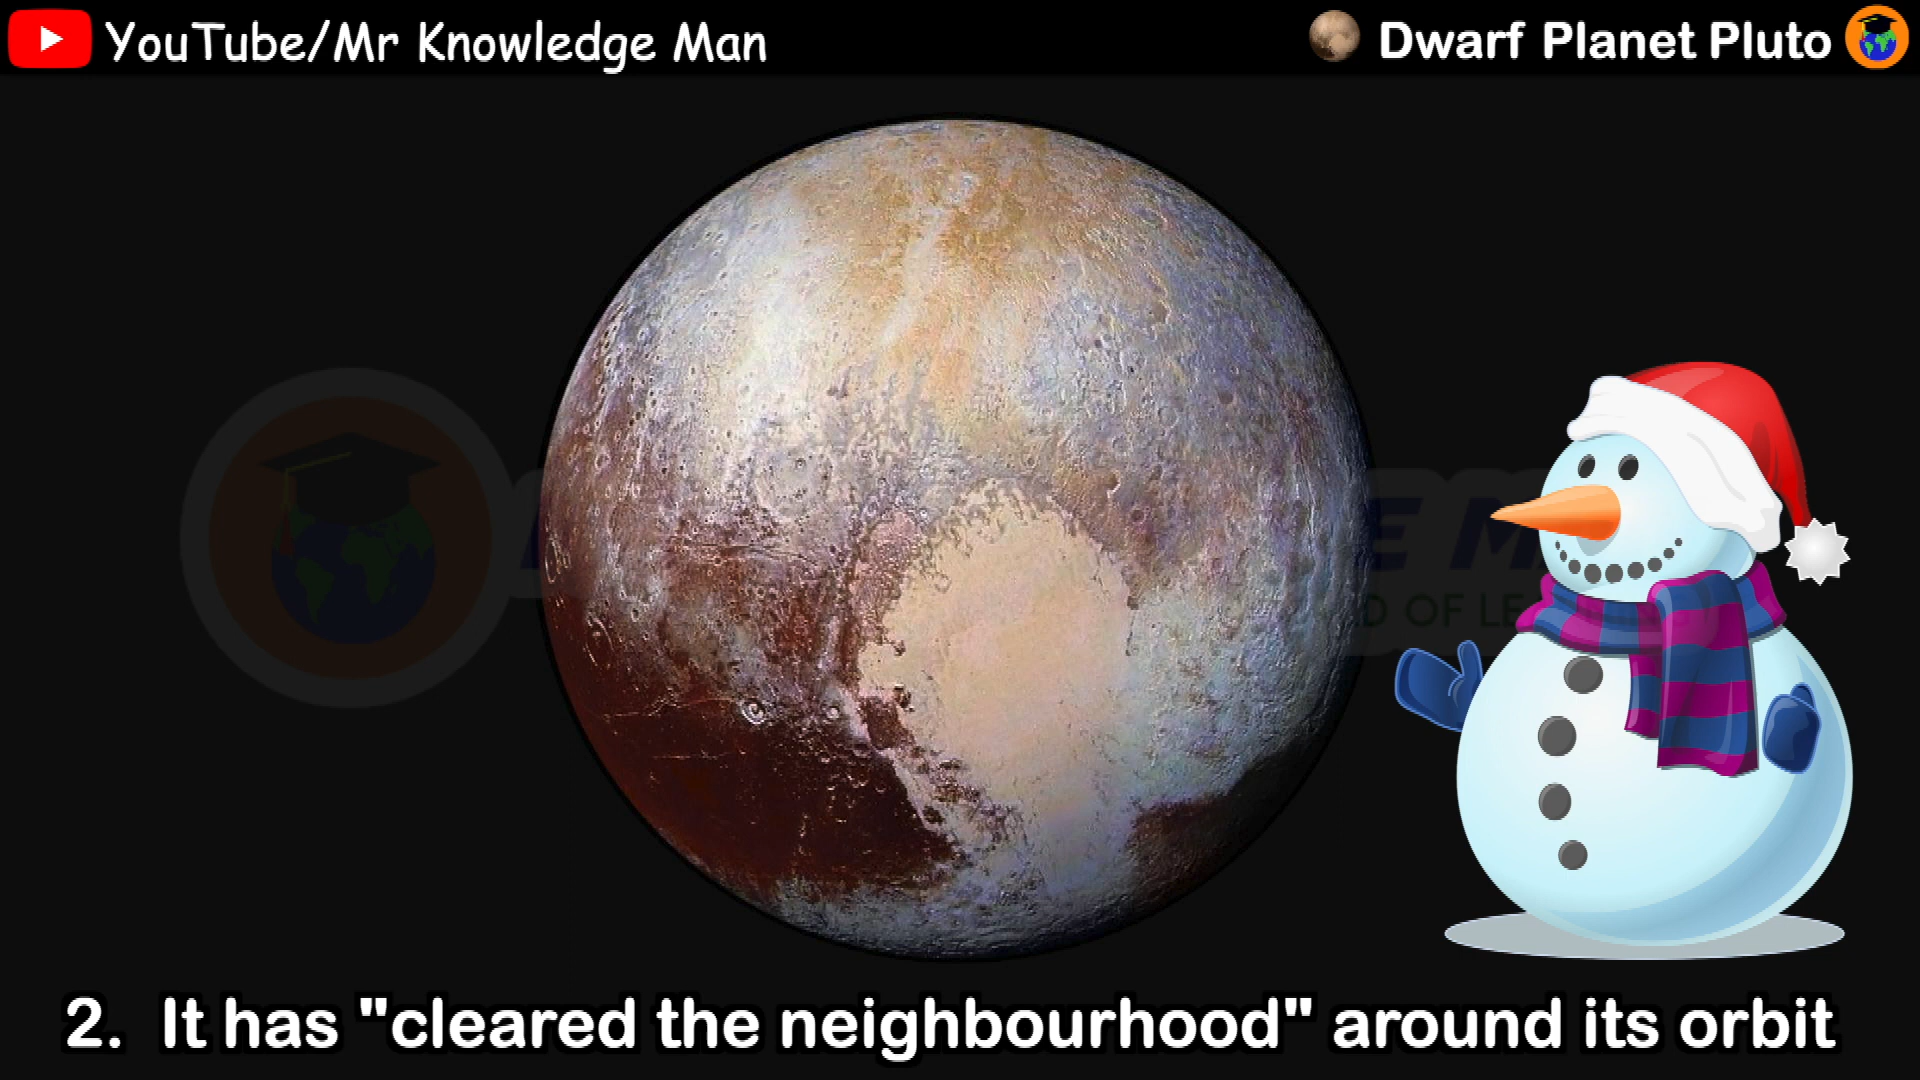 YouTube/Mr Knowledge Man
Dwarf Planet Pluto
2. It has "cleared the neighbourhood" around its orbit